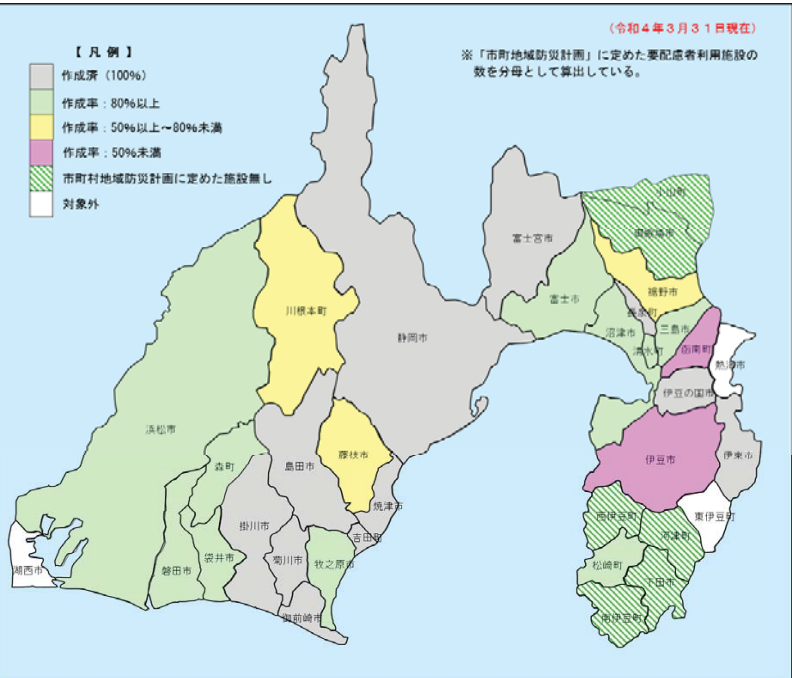 (令和4年3月31日現在)
【凡例】
※「市町地域防災計画」に定めた要配慮者利用施設の
数を分母として算出している。
作成済(100%)
作成率:80%以上
作成率:50%以上~80%未満
作成率:50%未満
市町村地域防災計画に定めた施設無し
対象外
小山町
御殿場市
富士宮市
裾野市
富士市
川根本町
長泉町
三島市
沼津市
静岡市
清水町
函南町
熱海市
伊豆の国市
浜松市
藤枝市
伊豆市
伊東市
森町
島田市
焼津市
西伊豆町
東伊豆町
掛川市
吉田町
河津町
袋井市
菊川市
牧之原市
松崎町
湖西市
磐田市
下田市
御前崎市
南伊豆町